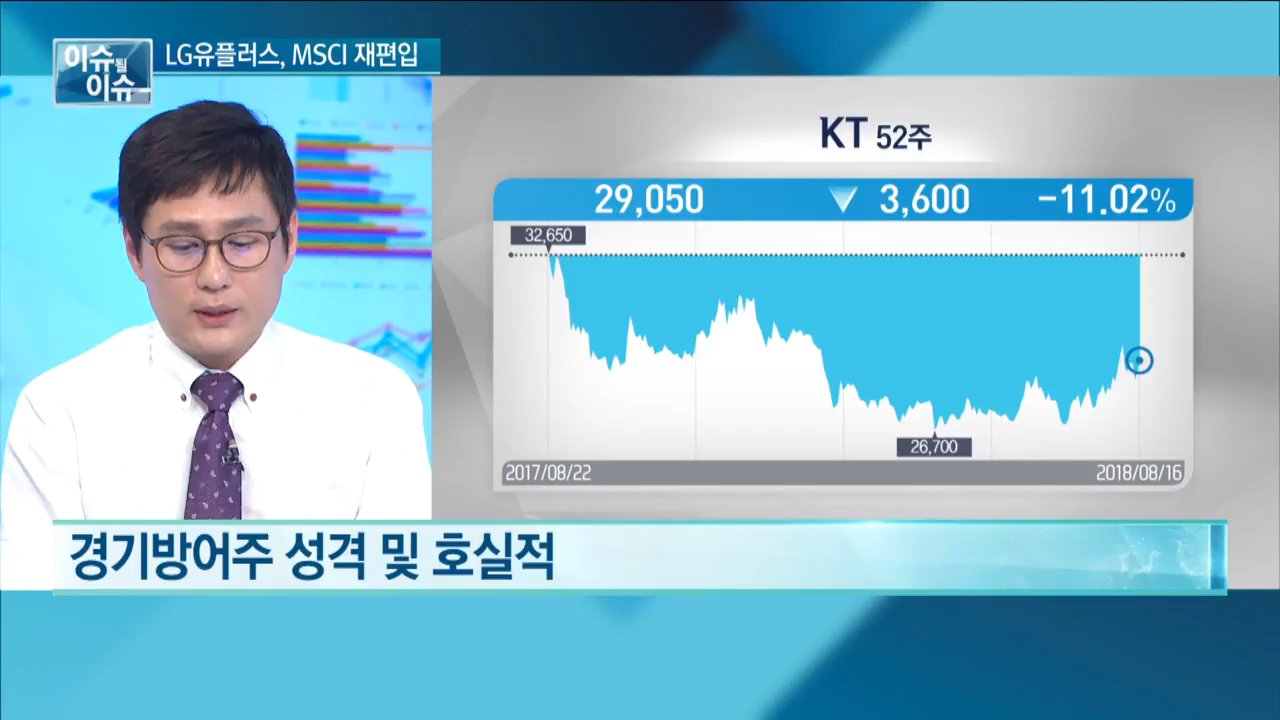 이슈될
이슈
LG유플러스, MSCI 재편입
KT 52주
29,050 ▼ 3,600 -11.02%
32,650
26,700
2017/08/22 2018/08/16
경기방어주 성격 및 호실적